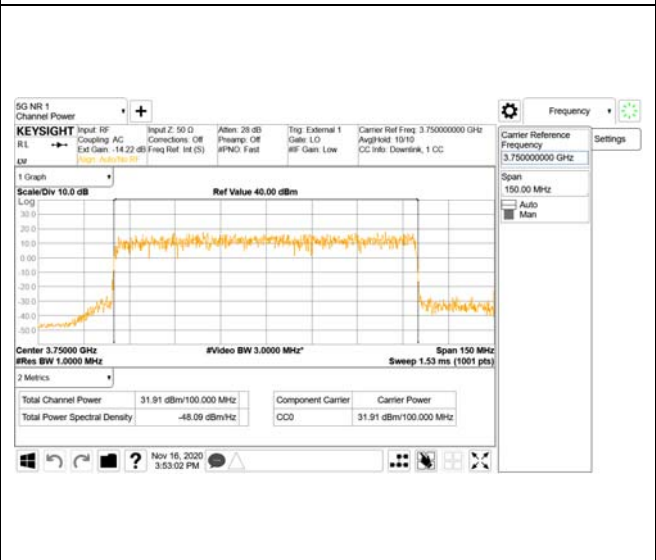 5G NR 1
Channel Power
+
Frequency
KEYSIGHT
RL
Input: RF
Coupling: AC
Ext Gain: -14.22 dB
Align: Auto/No RF
Input Z: 50 Ω
Corrections: Off
Freq Ref: Int (S)
Atten: 28 dB
Preamp: Off
#PNO: Fast
Trig: External 1
Gate: LO
#IF Gain: Low
Carrier Ref Freq: 3.750000000 GHz
Avg|Hold: 10/10
CC Info: Downlink, 1 CC
Carrier Reference
Frequency
3.750000000 GHz
Settings
Span
150.00 MHz
Auto
Man
1 Graph
Scale/Div 10.0 dB
Ref Value 40.00 dBm
Log
30.0
20.0
10.0
0.00
-10.0
-20.0
-30.0
-40.0
-50.0
Center 3.75000 GHz
#Video BW 3.0000 MHz*
Span 150 MHz
#Res BW 1.0000 MHz
Sweep 1.53 ms (1001 pts)
2 Metrics
Total Channel Power
31.91 dBm/100.000 MHz
Total Power Spectral Density
-48.09 dBm/Hz
Component Carrier
Carrier Power
CC0
31.91 dBm/100.000 MHz
?
Nov 16, 2020
3:53:02 PM